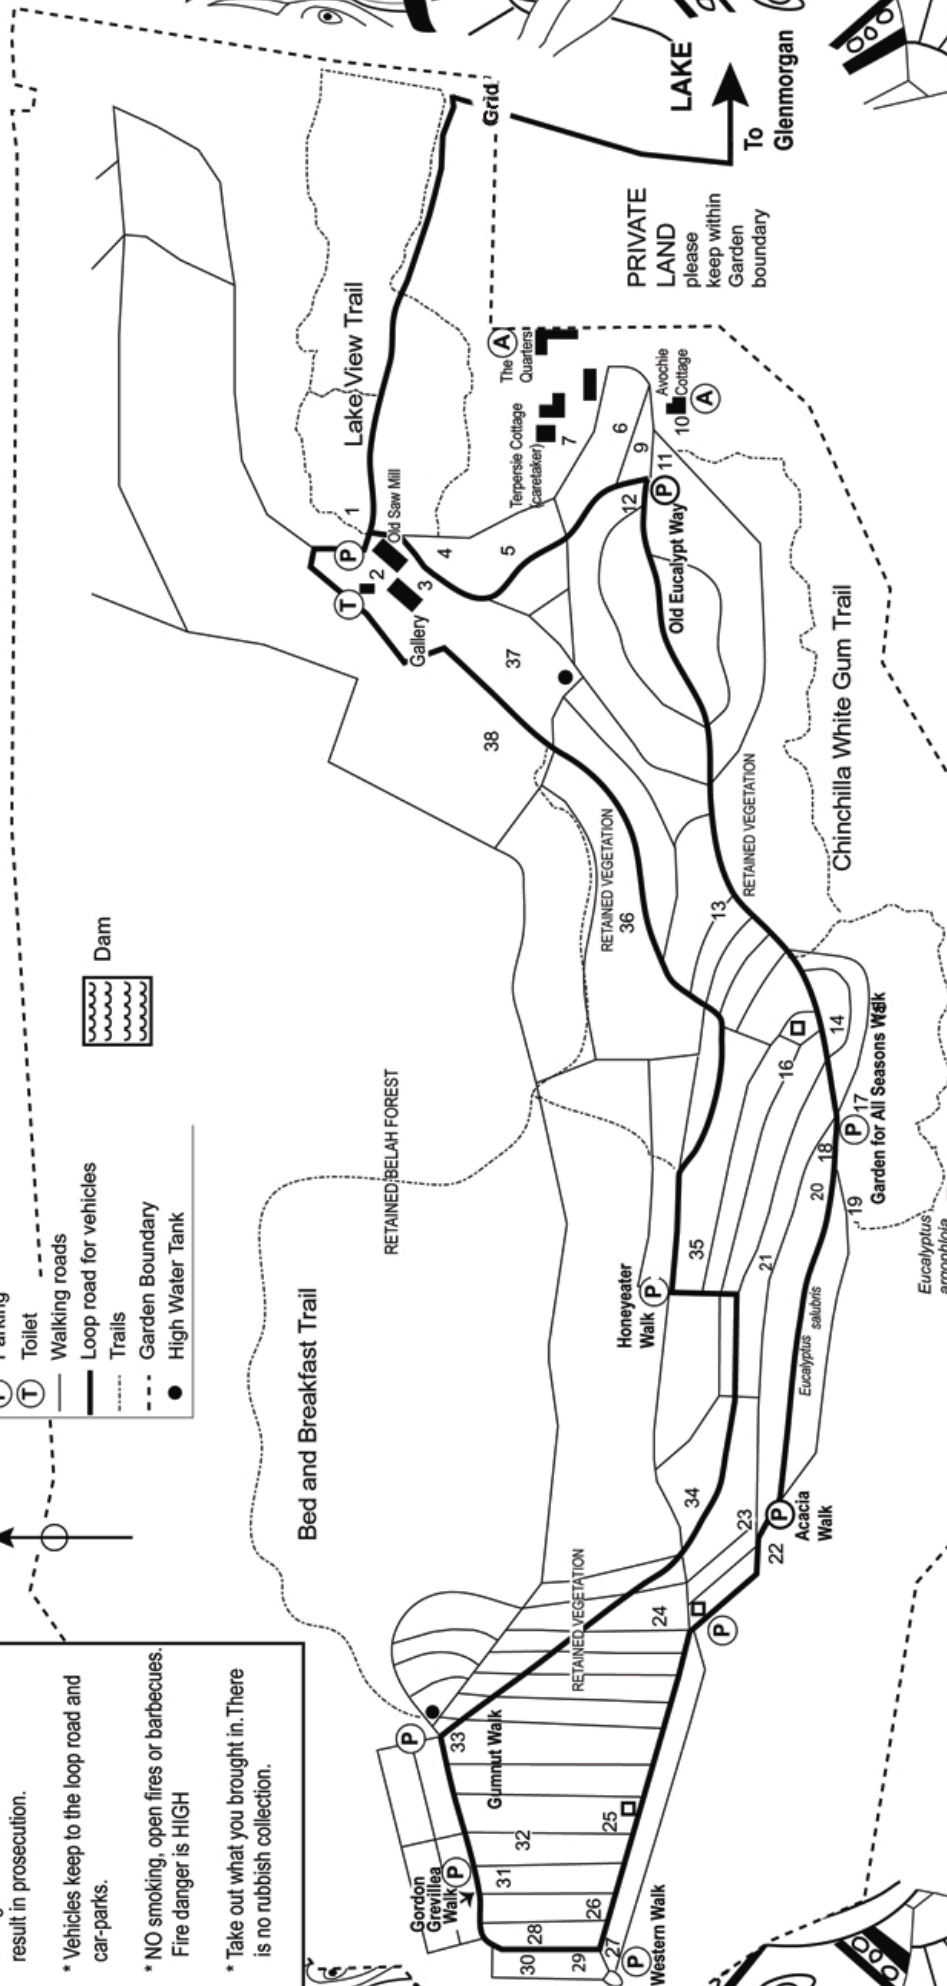 result in prosecution.
* Vehicles keep to the loop road and
car-parks.
* NO smoking, open fires or barbecues.
Fire danger is HIGH
* Take out what you brought in.There
is no rubbish collection.
T
Toilet
Walking roads
Loop road for vehicles
Trails
Garden Boundary
High Water Tank
Dam
Bed and Breakfast Trail
RETAINED BELAH FOREST
Lake View Trail
1
P
T
2
Old Saw Mill
3
Gallery
4
5
37
38
Grid
LAKE
To
Glenmorgan
PRIVATE
LAND
please
keep within
Garden
boundary
A
The
Quarters
Terpersie Cottage
(caretaker)
7
6
9
Avochie
Cottage
10
A
11
P
12
Old Eucalypt Way
RETAINED VEGETATION
36
RETAINED VEGETATION
Chinchilla White Gum Trail
13
14
16
17
P
Garden for All Seasons Walk
18
19
20
21
Eucalyptus
salubris
Eucalyptus
Honeyeater
Walk
P
35
34
23
22
P
Acacia
Walk
24
P
RETAINED VEGETATION
P
33
Gumnut Walk
25
32
31
Gordon
Grevillea
Walk
P
26
28
30
29
27
P
Western Walk